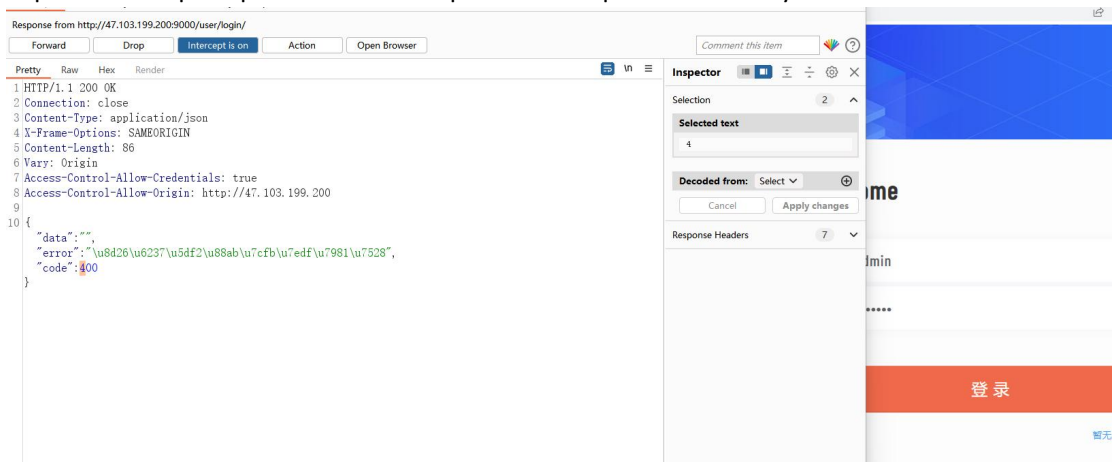 Response from http://47.103.199.200:9000/user/login/
Forward Drop Intercept is on Action Open Browser Comment this item ?
Pretty Raw Hex Render \n ≡ Inspector
1 HTTP/1.1 200 OK
2 Connection: close
3 Content-Type: application/json
4 X-Frame-Options: SAMEORIGIN
5 Content-Length: 86
6 Vary: Origin
7 Access-Control-Allow-Credentials: true
8 Access-Control-Allow-Origin: http://47.103.199.200
9
10 {
"data":"",
"error":"\u8d26\u6237\u5df2\u88ab\u7cfb\u7edf\u7981\u7528",
"code":400
}
Selection 2
Selected text
4
Decoded from: Select
Cancel Apply changes
Response Headers 7
ome
lmin
•••••
登录
暂无